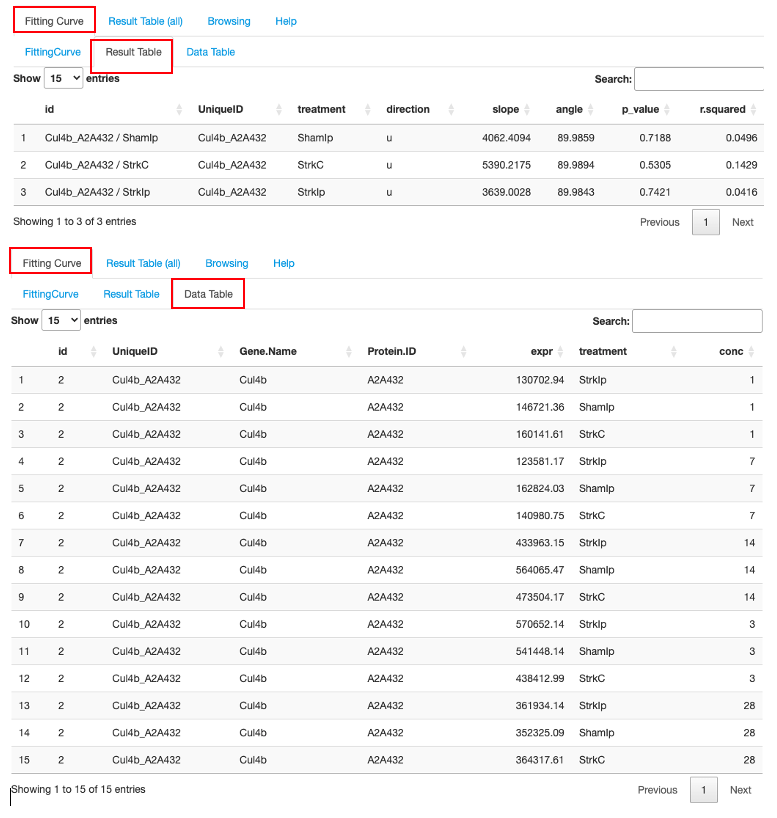 Fitting Curve Result Table (all) Browsing Help
FittingCurve Result Table Data Table
Show 15 entries Search:
id UniqueID treatment direction slope angle p_value r.squared
1 Cul4b_A2A432 / ShamIp Cul4b_A2A432 ShamIp u 4062.4094 89.9859 0.7188 0.0496
2 Cul4b_A2A432 / StrkC Cul4b_A2A432 StrkC u 5390.2175 89.9894 0.5305 0.1429
3 Cul4b_A2A432 / StrkIp Cul4b_A2A432 StrkIp u 3639.0028 89.9843 0.7421 0.0416
Showing 1 to 3 of 3 entries Previous 1 Next
Fitting Curve Result Table (all) Browsing Help
FittingCurve Result Table Data Table
Show 15 entries Search:
id UniqueID Gene.Name Protein.ID expr treatment conc
1 2 Cul4b_A2A432 Cul4b A2A432 130702.94 StrkIp 1
2 2 Cul4b_A2A432 Cul4b A2A432 146721.36 ShamIp 1
3 2 Cul4b_A2A432 Cul4b A2A432 160141.61 StrkC 1
4 2 Cul4b_A2A432 Cul4b A2A432 123581.17 StrkIp 7
5 2 Cul4b_A2A432 Cul4b A2A432 162824.03 ShamIp 7
6 2 Cul4b_A2A432 Cul4b A2A432 140980.75 StrkC 7
7 2 Cul4b_A2A432 Cul4b A2A432 433963.15 StrkIp 14
8 2 Cul4b_A2A432 Cul4b A2A432 564065.47 ShamIp 14
9 2 Cul4b_A2A432 Cul4b A2A432 473504.17 StrkC 14
10 2 Cul4b_A2A432 Cul4b A2A432 570652.14 StrkIp 3
11 2 Cul4b_A2A432 Cul4b A2A432 541448.14 ShamIp 3
12 2 Cul4b_A2A432 Cul4b A2A432 438412.99 StrkC 3
13 2 Cul4b_A2A432 Cul4b A2A432 361934.14 StrkIp 28
14 2 Cul4b_A2A432 Cul4b A2A432 352325.09 ShamIp 28
15 2 Cul4b_A2A432 Cul4b A2A432 364317.61 StrkC 28
Showing 1 to 15 of 15 entries Previous 1 Next